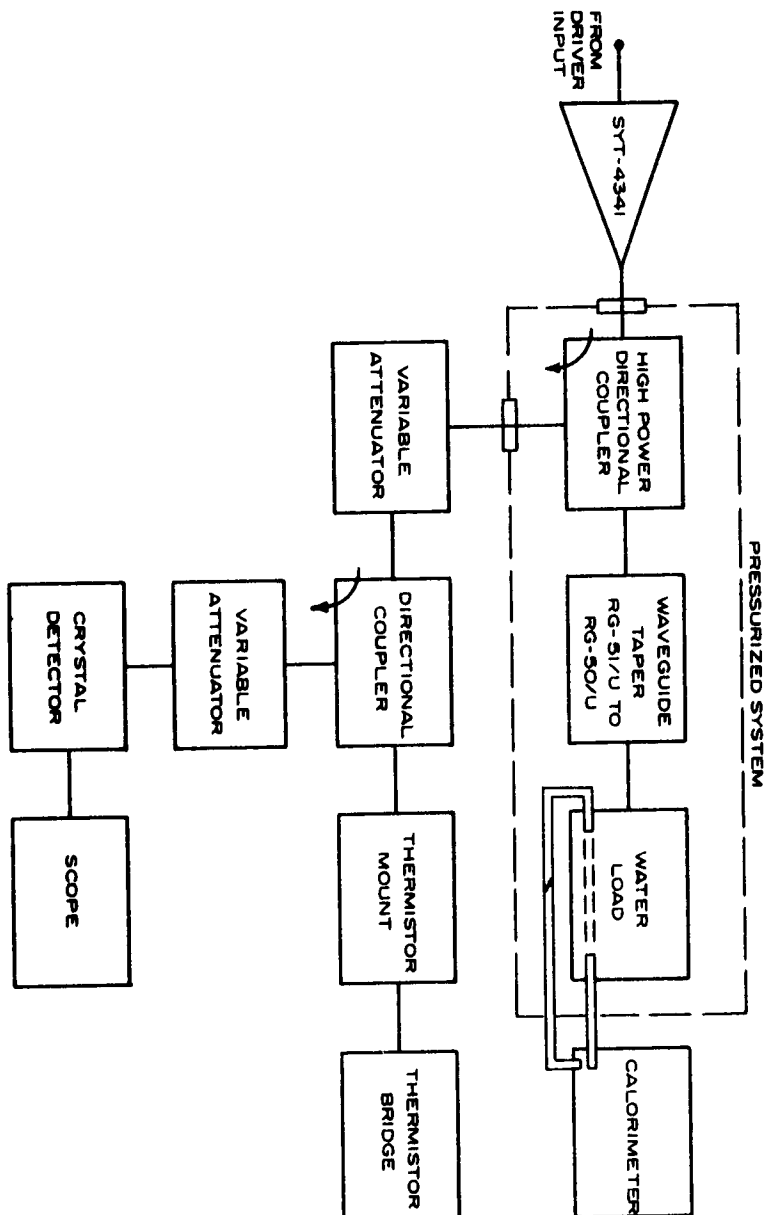 PRESSURIZED SYSTEM
FROM
DRIVER
INPUT
SYT-4341
HIGH POWER
DIRECTIONAL
COUPLER
WAVEGUIDE
TAPER
RG-51/U TO
RG-50/U
WATER
LOAD
CALORIMETER
VARIABLE
ATTENUATOR
DIRECTIONAL
COUPLER
THERMISTOR
MOUNT
THERMISTOR
BRIDGE
VARIABLE
ATTENUATOR
CRYSTAL
DETECTOR
SCOPE